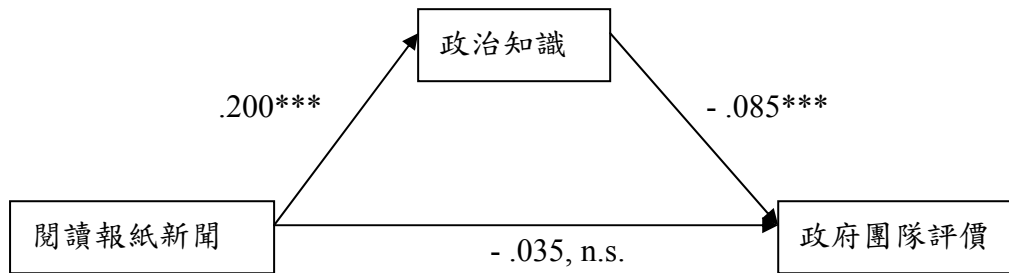 政治知識
.200***
- .085***
閱讀報紙新聞
政府團隊評價
- .035, n.s.